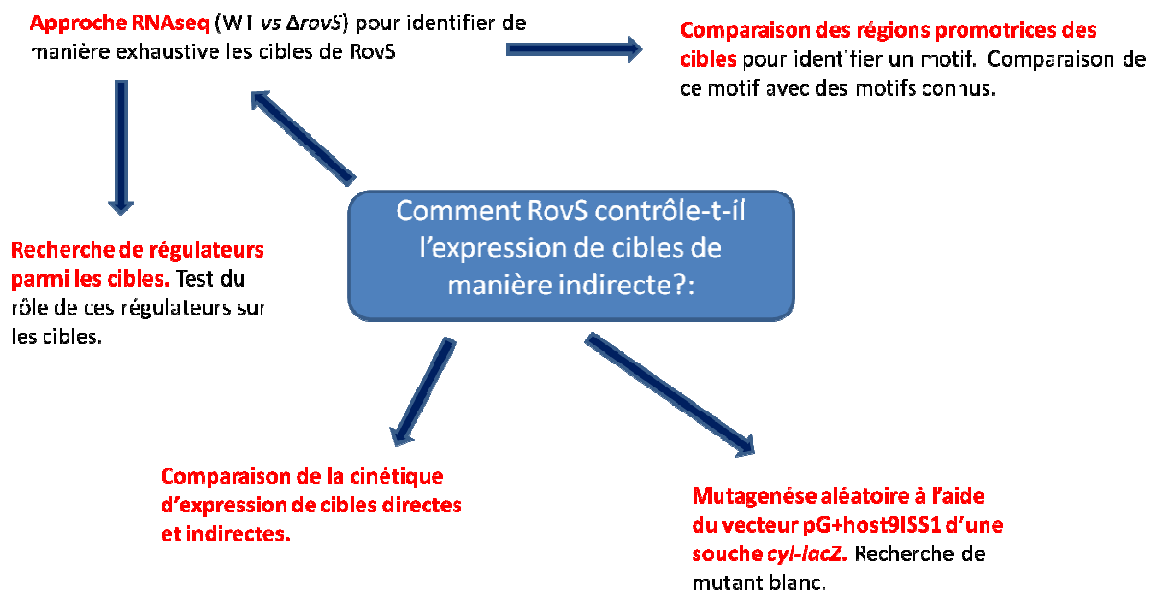 Approche RNAseq (WT vs ΔrovS) pour identifier de
manière exhaustive les cibles de RovS
Comparaison des régions promotrices des
cibles pour identifier un motif. Comparaison de
ce motif avec des motifs connus.
Comment RovS contrôle-t-il
l'expression de cibles de
manière indirecte?:
Recherche de régulateurs
parmi les cibles. Test du
rôle de ces régulateurs sur
les cibles.
Comparaison de la cinétique
d'expression de cibles directes
et indirectes.
Mutagenése aléatoire à l'aide
du vecteur pG+host9ISS1 d'une
souche cyl-lacZ. Recherche de
mutant blanc.